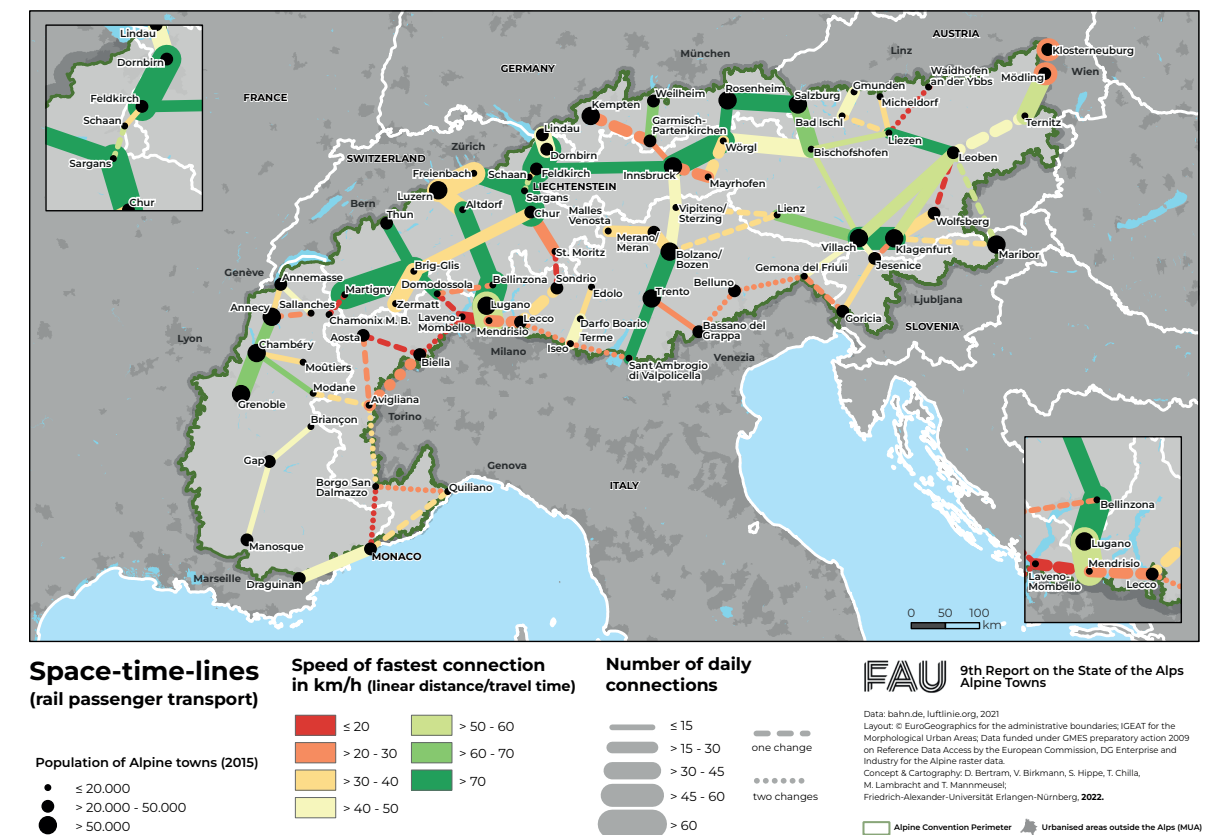 Lindau
Dornbirn
Feldkirch
Schaan
Sargans
Chur
FRANCE
GERMANY
München
AUSTRIA
Linz
Klosterneuburg
Wien
Mödling
Waidhofen
an der Ybbs
Gmunden
Micheldorf
Rosenheim
Salzburg
Weilheim
Kempten
Garmisch-
Partenkirchen
Bad Ischl
Ternitz
Liezen
Leoben
Wörgl
Bischofshofen
Lindau
Dornbirn
Zürich
SWITZERLAND
Freienbach
Schaan
Feldkirch
Innsbruck
Mayrhofen
LIECHTENSTEIN
Luzern
Sargans
Altdorf
Chur
Bern
Thun
Malles
Venosta
Vipiteno/
Sterzing
Lienz
Wolfsberg
Merano/
Meran
Villach
Klagenfurt
Maribor
St. Moritz
Bolzano/
Bozen
Jesenice
Genève
Annemasse
Brig-Glis
Domodossola
Bellinzona
Sondrio
Gemona del Friuli
Martigny
Edolo
Trento
Belluno
Annecy
Sallanches
Zermatt
Lugano
Ljubljana
Chamonix M. B.
Laveno-
Mombello
Mendrisio
Lecco
Goricia
Darfo Boario
Terme
Bassano del
Grappa
SLOVENIA
Lyon
Aosta
Chambéry
Milano
Iseo
Venezia
Biella
Sant'Ambrogio
di Valpolicella
Moûtiers
Modane
Grenoble
Avigliana
Torino
Briançon
Gap
Genova
ITALY
Borgo San
Dalmazzo
Quiliano
Manosque
MONACO
Marseille
Draguinan
Bellinzona
Lugano
Mendrisio
Laveno-
Mombello
Lecco
0 50 100
km
Space-time-lines
(rail passenger transport)
Population of Alpine towns (2015)
≤ 20.000
> 20.000 - 50.000
> 50.000
Speed of fastest connection
in km/h (linear distance/travel time)
≤ 20
> 20 - 30
> 30 - 40
> 40 - 50
> 50 - 60
> 60 - 70
> 70
Number of daily
connections
≤ 15
> 15 - 30
> 30 - 45
> 45 - 60
> 60
one change
two changes
FAU
9th Report on the State of the Alps
Alpine Towns
Data: bahn.de, luftlinie.org, 2021
Layout: © EuroGeographics for the administrative boundaries; IGEAT for the
Morphological Urban Areas; Data funded under GMES preparatory action 2009
on Reference Data Access by the European Commission, DG Enterprise and
Industry for the Alpine raster data.
Concept & Cartography: D. Bertram, V. Birkmann, S. Hippe, T. Chilla,
M. Lambracht and T. Mannmeusel;
Friedrich-Alexander-Universität Erlangen-Nürnberg, 2022.
Alpine Convention Perimeter
Urbanised areas outside the Alps (MUA)